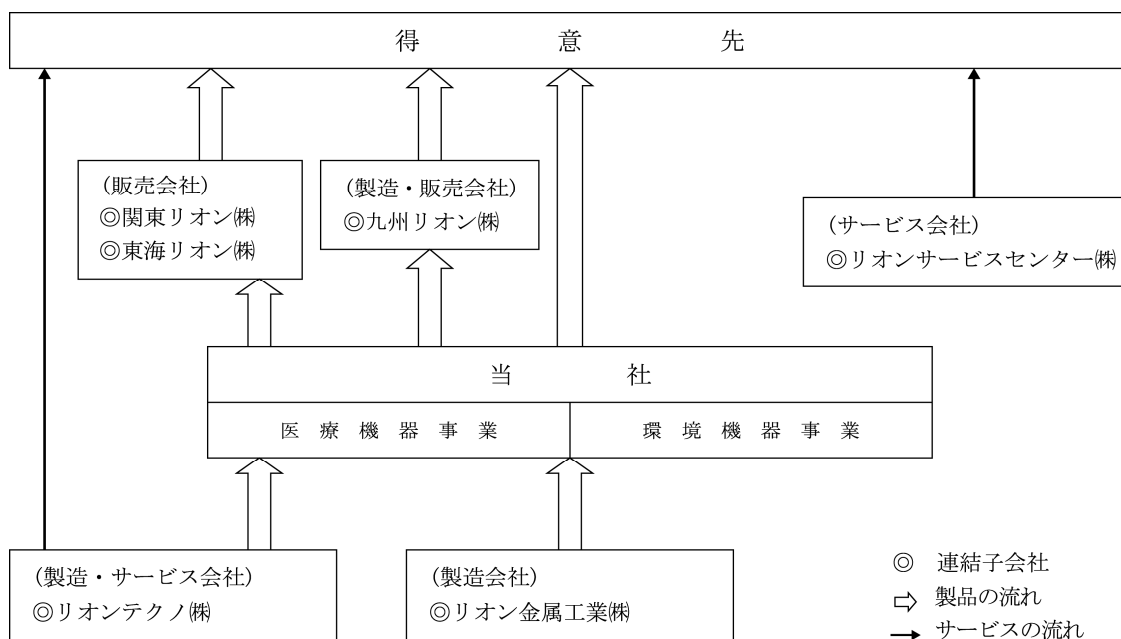 得意先
(販売会社)
◎関東リオン㈱
◎東海リオン㈱
(製造・販売会社)
◎九州リオン㈱
(サービス会社)
◎リオンサービスセンター㈱
当社
医療機器事業
環境機器事業
(製造・サービス会社)
◎リオンテクノ㈱
(製造会社)
◎リオン金属工業㈱
◎ 連結子会社
製品の流れ
サービスの流れ